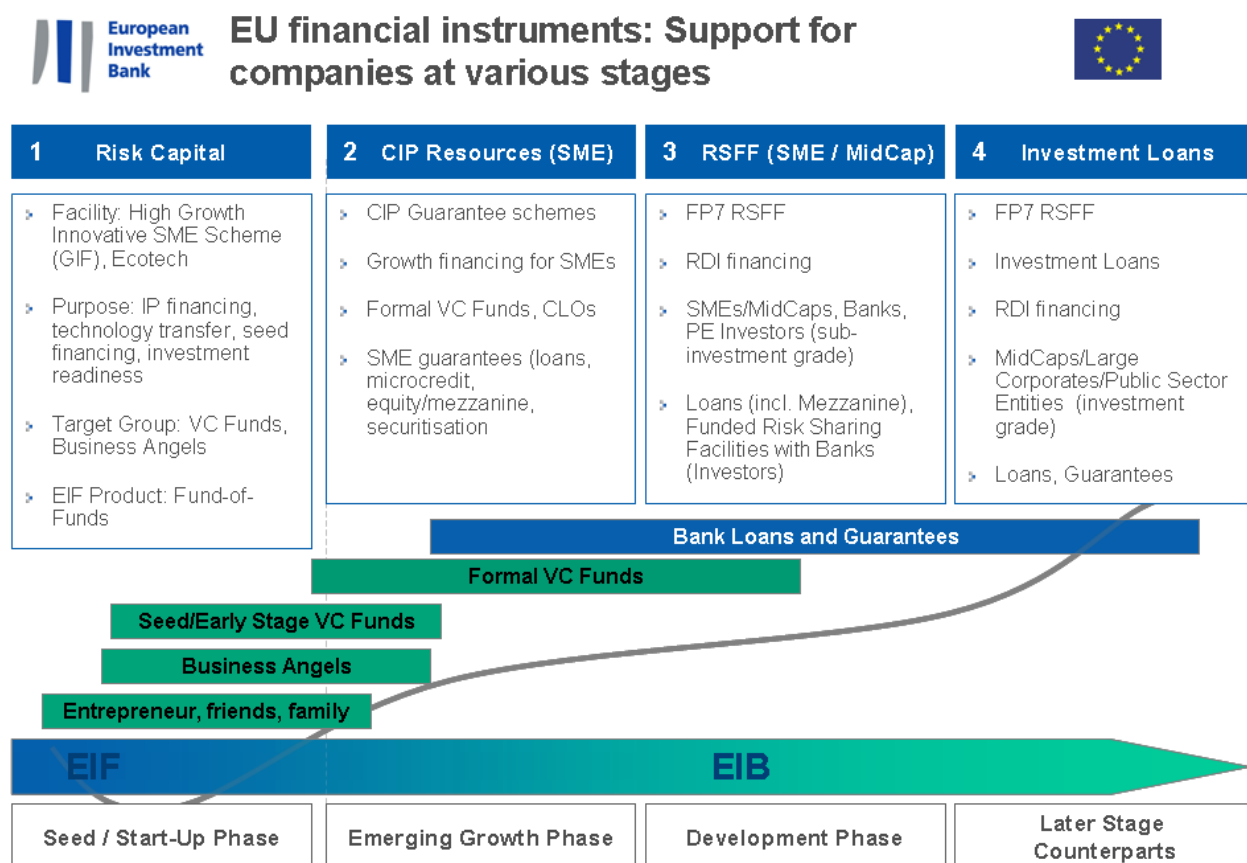 European
Investment
Bank
EU financial instruments: Support for
companies at various stages
1 Risk Capital
Facility: High Growth
Innovative SME Scheme
(GIF), Ecotech
Purpose: IP financing,
technology transfer, seed
financing, investment
readiness
Target Group: VC Funds,
Business Angels
EIF Product: Fund-of-
Funds
2 CIP Resources (SME)
CIP Guarantee schemes
Growth financing for SMEs
Formal VC Funds, CLOs
SME guarantees (loans,
microcredit,
equity/mezzanine,
securitisation
3 RSFF (SME / MidCap)
FP7 RSFF
RDI financing
SMEs/MidCaps, Banks,
PE Investors (sub-
investment grade)
Loans (incl. Mezzanine),
Funded Risk Sharing
Facilities with Banks
(Investors)
4 Investment Loans
FP7 RSFF
Investment Loans
RDI financing
MidCaps/Large
Corporates/Public Sector
Entities (investment
grade)
Loans, Guarantees
Bank Loans and Guarantees
Formal VC Funds
Seed/Early Stage VC Funds
Business Angels
Entrepreneur, friends, family
EIF
EIB
Seed / Start-Up Phase
Emerging Growth Phase
Development Phase
Later Stage
Counterparts